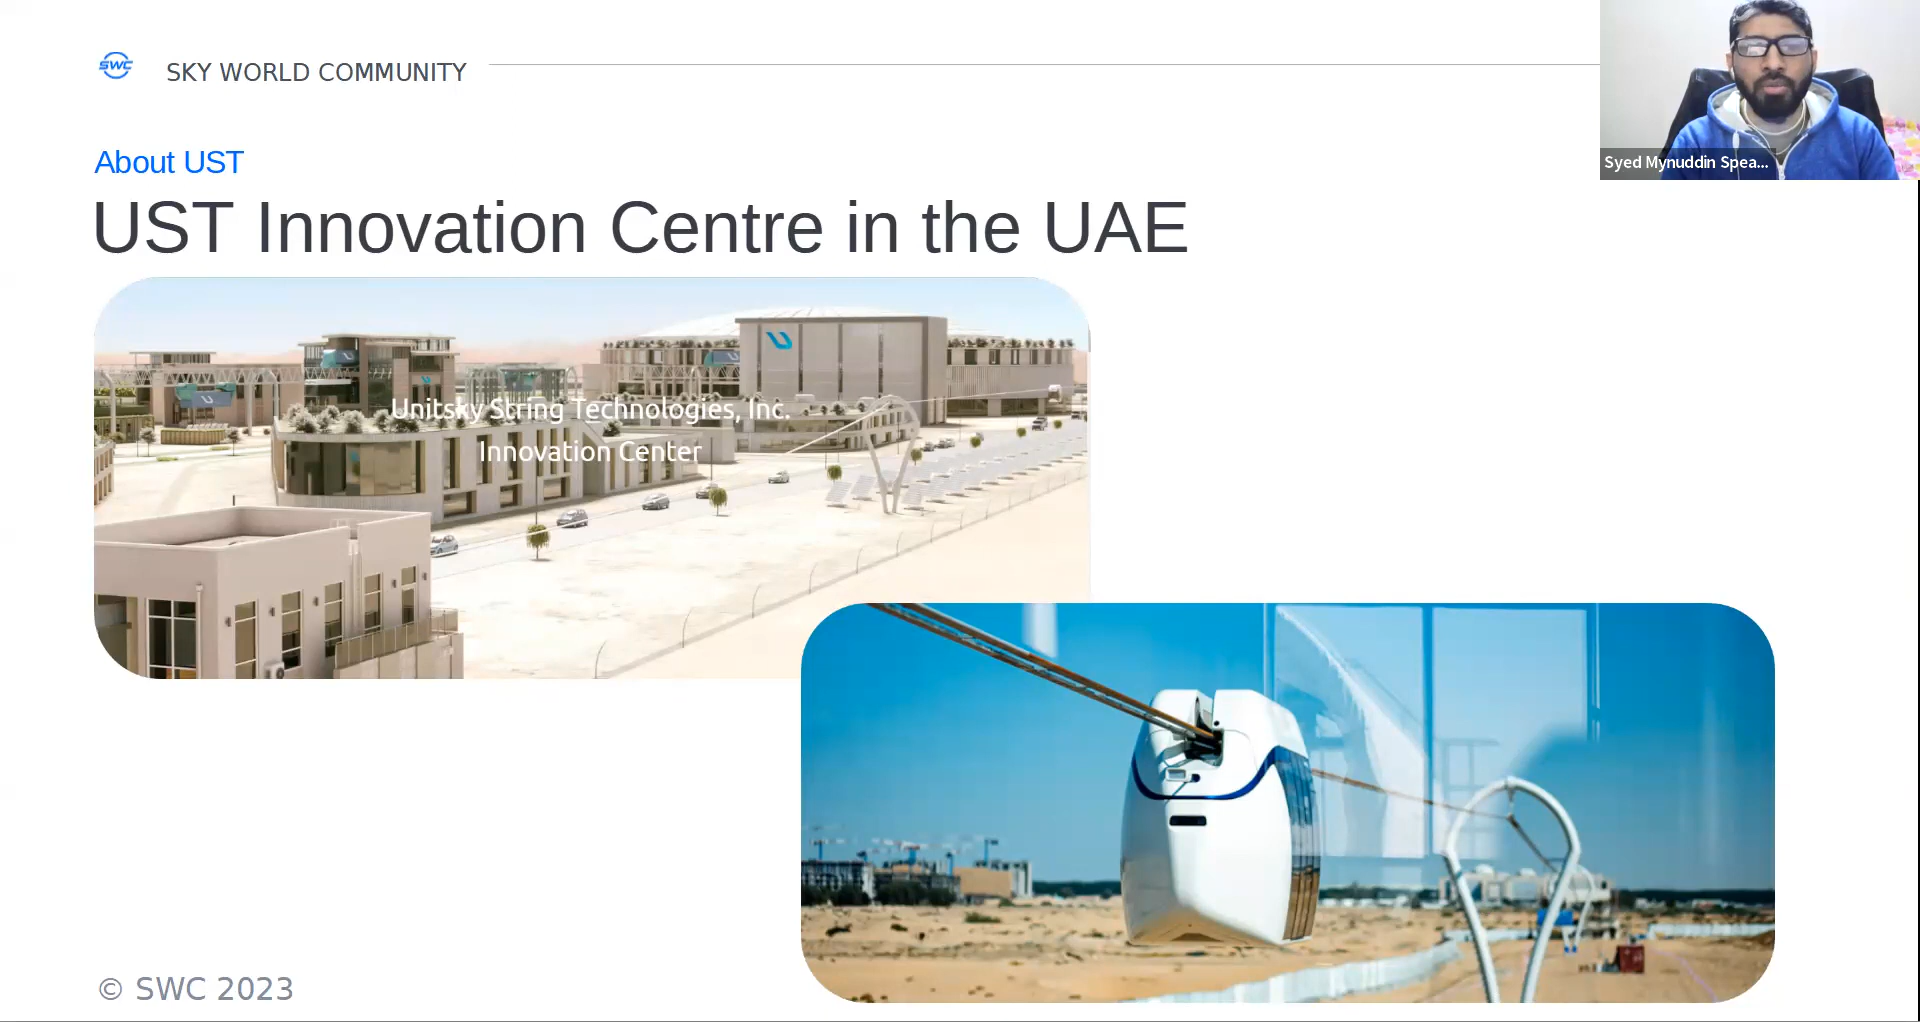 SWC
SKY WORLD COMMUNITY
Syed Mynuddin Spea...
About UST
UST Innovation Centre in the UAE
Unitsky String Technologies, Inc.
Innovation Center
© SWC 2023